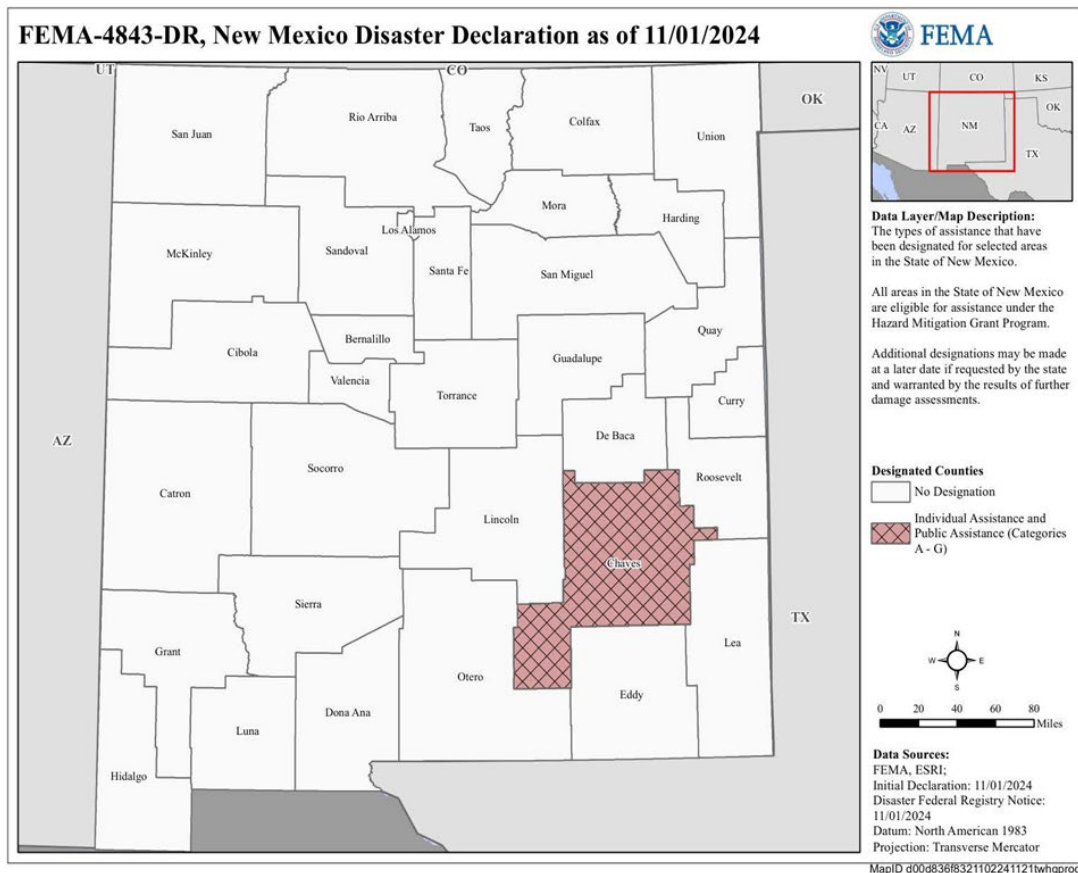 FEMA-4843-DR, New Mexico Disaster Declaration as of 11/01/2024
FEMA
UT
CO
OK
San Juan
Rio Arriba
Taos
Colfax
Union
Mora
Harding
Los Alamos
McKinley
Sandoval
Santa Fe
San Miguel
Quay
Bernalillo
Cibola
Guadalupe
Valencia
Torrance
Curry
AZ
De Baca
Socorro
Roosevelt
Catron
Lincoln
Chaves
Sierra
TX
Grant
Lea
Otero
Eddy
Dona Ana
Luna
Hidalgo
NV
UT
CO
KS
CA
AZ
NM
OK
TX
Data Layer/Map Description:
The types of assistance that have
been designated for selected areas
in the State of New Mexico.
All areas in the State of New Mexico
are eligible for assistance under the
Hazard Mitigation Grant Program.
Additional designations may be made
at a later date if requested by the state
and warranted by the results of further
damage assessments.
Designated Counties
No Designation
Individual Assistance and
Public Assistance (Categories
A - G)
N
W E
S
0 20 40 60 80
Miles
Data Sources:
FEMA, ESRI;
Initial Declaration: 11/01/2024
Disaster Federal Registry Notice:
11/01/2024
Datum: North American 1983
Projection: Transverse Mercator
MapID d00d836f8321102241121twhqprod